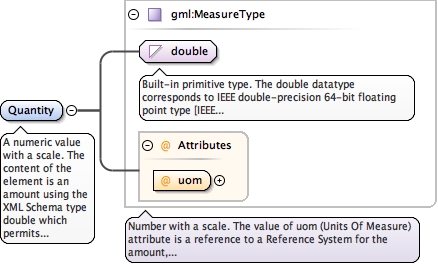 gml:MeasureType
double
Built-in primitive type. The double datatype
corresponds to IEEE double-precision 64-bit floating
point type [IEEE...
Quantity
A numeric value
with a scale. The
content of the
element is an
amount using the
XML Schema type
double which
permits...
@ Attributes
@ uom
Number with a scale. The value of uom (Units Of Measure)
attribute is a reference to a Reference System for the
amount,...